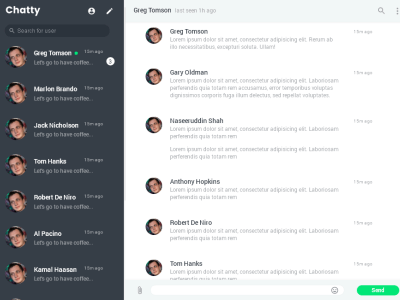 Chatty
Search for user
Greg Tomson
15m ago
Let's go to have coffee...
Marlon Brando
15m ago
Let's go to have coffee...
Jack Nicholson
15m ago
Let's go to have coffee...
Tom Hanks
15m ago
Let's go to have coffee...
Robert De Niro
15m ago
Let's go to have coffee...
Al Pacino
15m ago
Let's go to have coffee...
Kamal Haasan
15m ago
Let's go to have coffee...
Greg Tomson last seen 1h ago
Greg Tomson
15m ago
Lorem ipsum dolor sit amet, consectetur adipisicing elit. Rerum ab
illo necessitatibus, excepturi soluta. Ullam!
Gary Oldman
15m ago
Lorem ipsum dolor sit amet, consectetur adipisicing elit. Laboriosam
perferendis quia totam rem accusamus, error temporibus voluptas
dignissimos corporis fuga illum delectus, sed repellat voluptates.
Naseeruddin Shah
15m ago
Lorem ipsum dolor sit amet, consectetur adipisicing elit. Laboriosam
perferendis quia totam rem
Lorem ipsum dolor sit amet, consectetur adipisicing elit. Laboriosam
perferendis quia totam rem
Anthony Hopkins
15m ago
Lorem ipsum dolor sit amet, consectetur adipisicing elit. Laboriosam
perferendis quia totam rem
Robert De Niro
15m ago
Lorem ipsum dolor sit amet, consectetur adipisicing elit. Laboriosam
perferendis quia totam rem
Tom Hanks
15m ago
Lorem ipsum dolor sit amet, consectetur adipisicing elit. Laboriosam
perferendis quia totam rem
Send